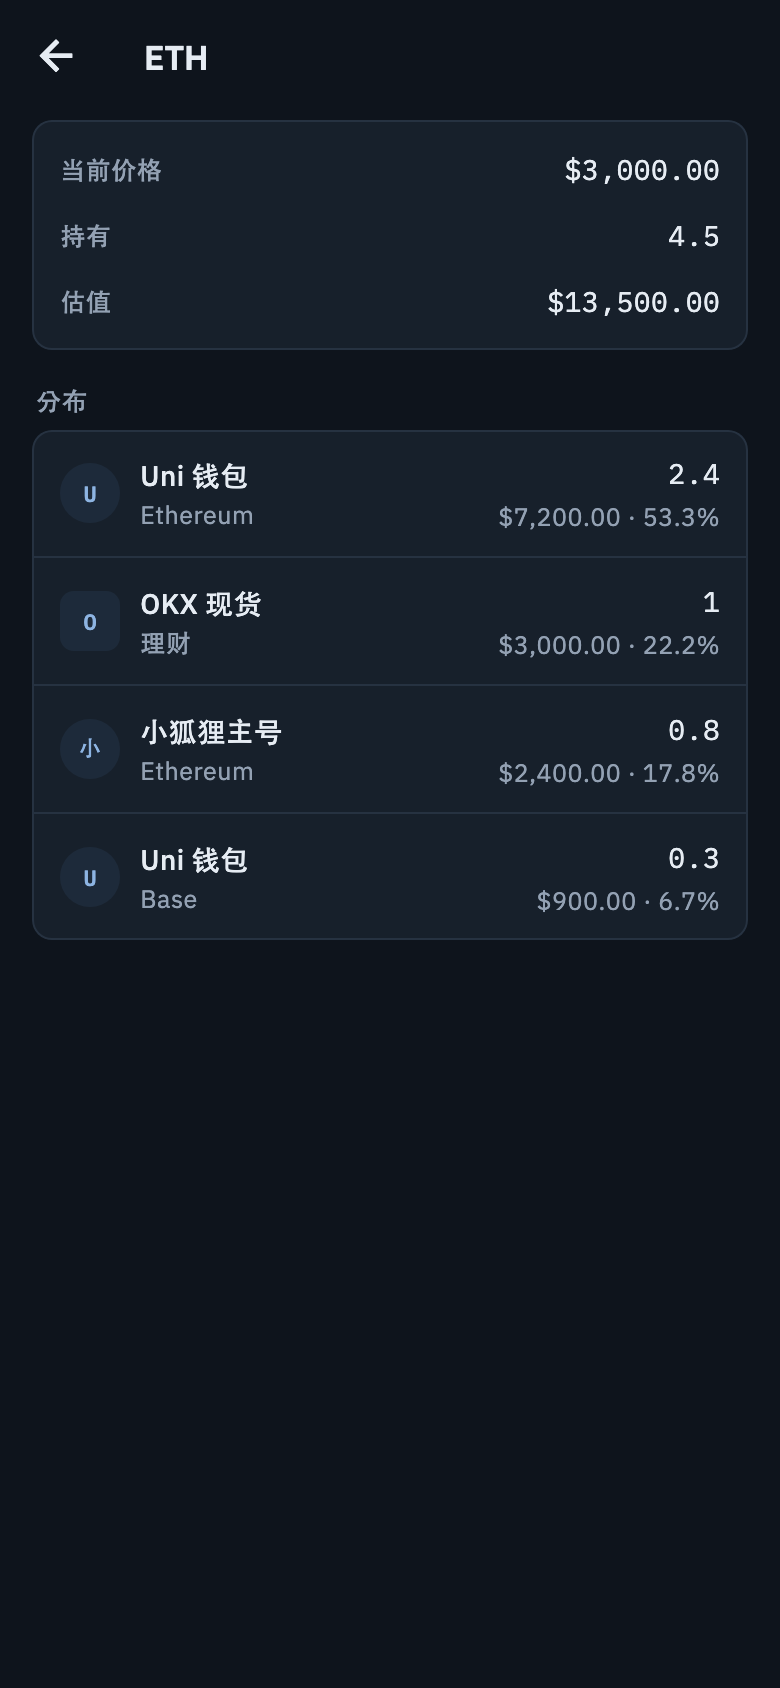 ETH
当前价格 $3,000.00
持有 4.5
估值 $13,500.00
分布
U Uni 钱包 2.4
Ethereum $7,200.00 · 53.3%
O OKX 现货 1
理财 $3,000.00 · 22.2%
小 小狐狸主号 0.8
Ethereum $2,400.00 · 17.8%
U Uni 钱包 0.3
Base $900.00 · 6.7%